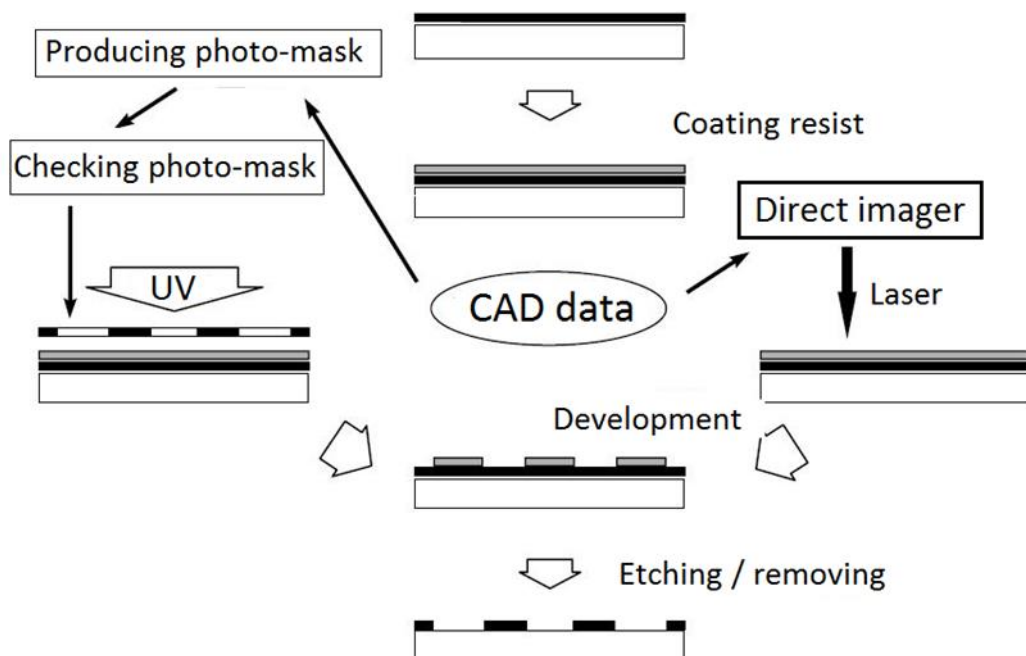 Producing photo-mask
Coating resist
Checking photo-mask
Direct imager
UV
CAD data
Laser
Development
Etching / removing